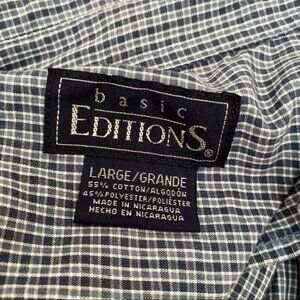 basic
EDITIONS®
LARGE/GRANDE
55% COTTON/ALGODÓN
45% POLYESTER/POLIÉSTER
MADE IN NICARAGUA
HECHO EN NICARAGUA